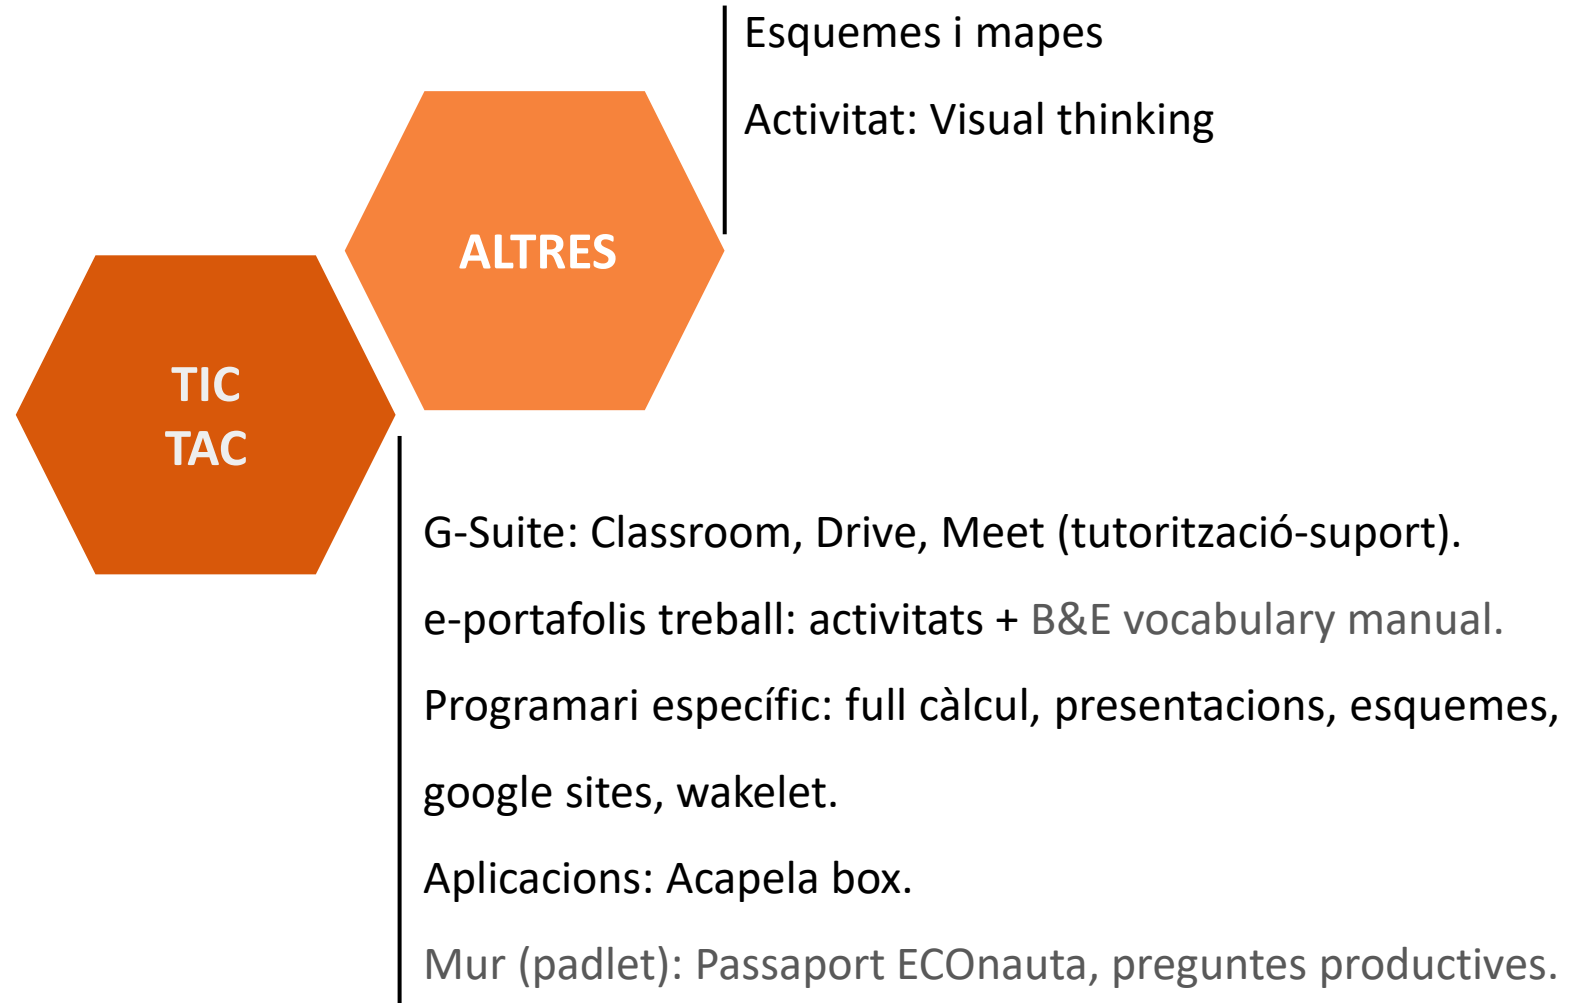 Esquemes i mapes
Activitat: Visual thinking
ALTRES
TIC
TAC
G-Suite: Classroom, Drive, Meet (tutorització-suport).
e-portafolis treball: activitats + B&E vocabulary manual.
Programari específic: full càlcul, presentacions, esquemes,
google sites, wakelet.
Aplicacions: Acapela box.
Mur (padlet): Passaport ECOnauta, preguntes productives.